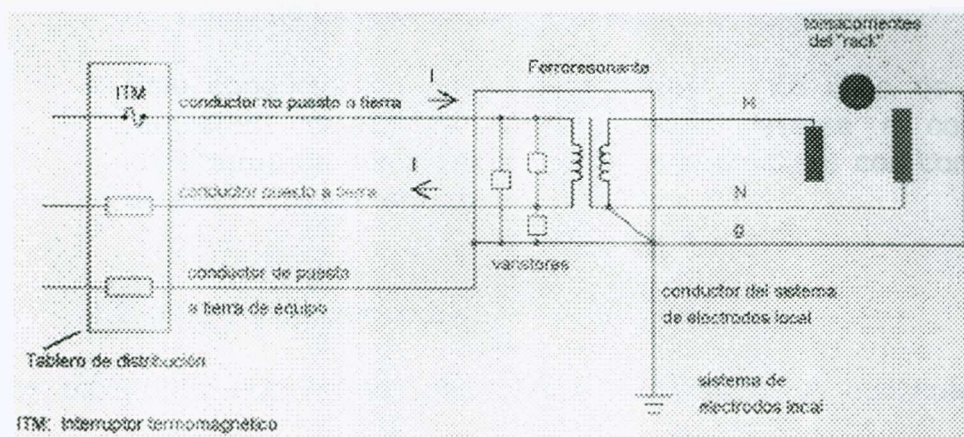 tomacorrientes
del "rack"
Ferroresonante
ITM
conductor no puesto a tierra
I
H
I
conductor puesto a tierra
N
g
varistores
conductor de puesta
a tierra de equipo
conductor del sistema
de electrodos local
Tablero de distribución
sistema de
electrodos local
ITM: Interruptor termomagnético